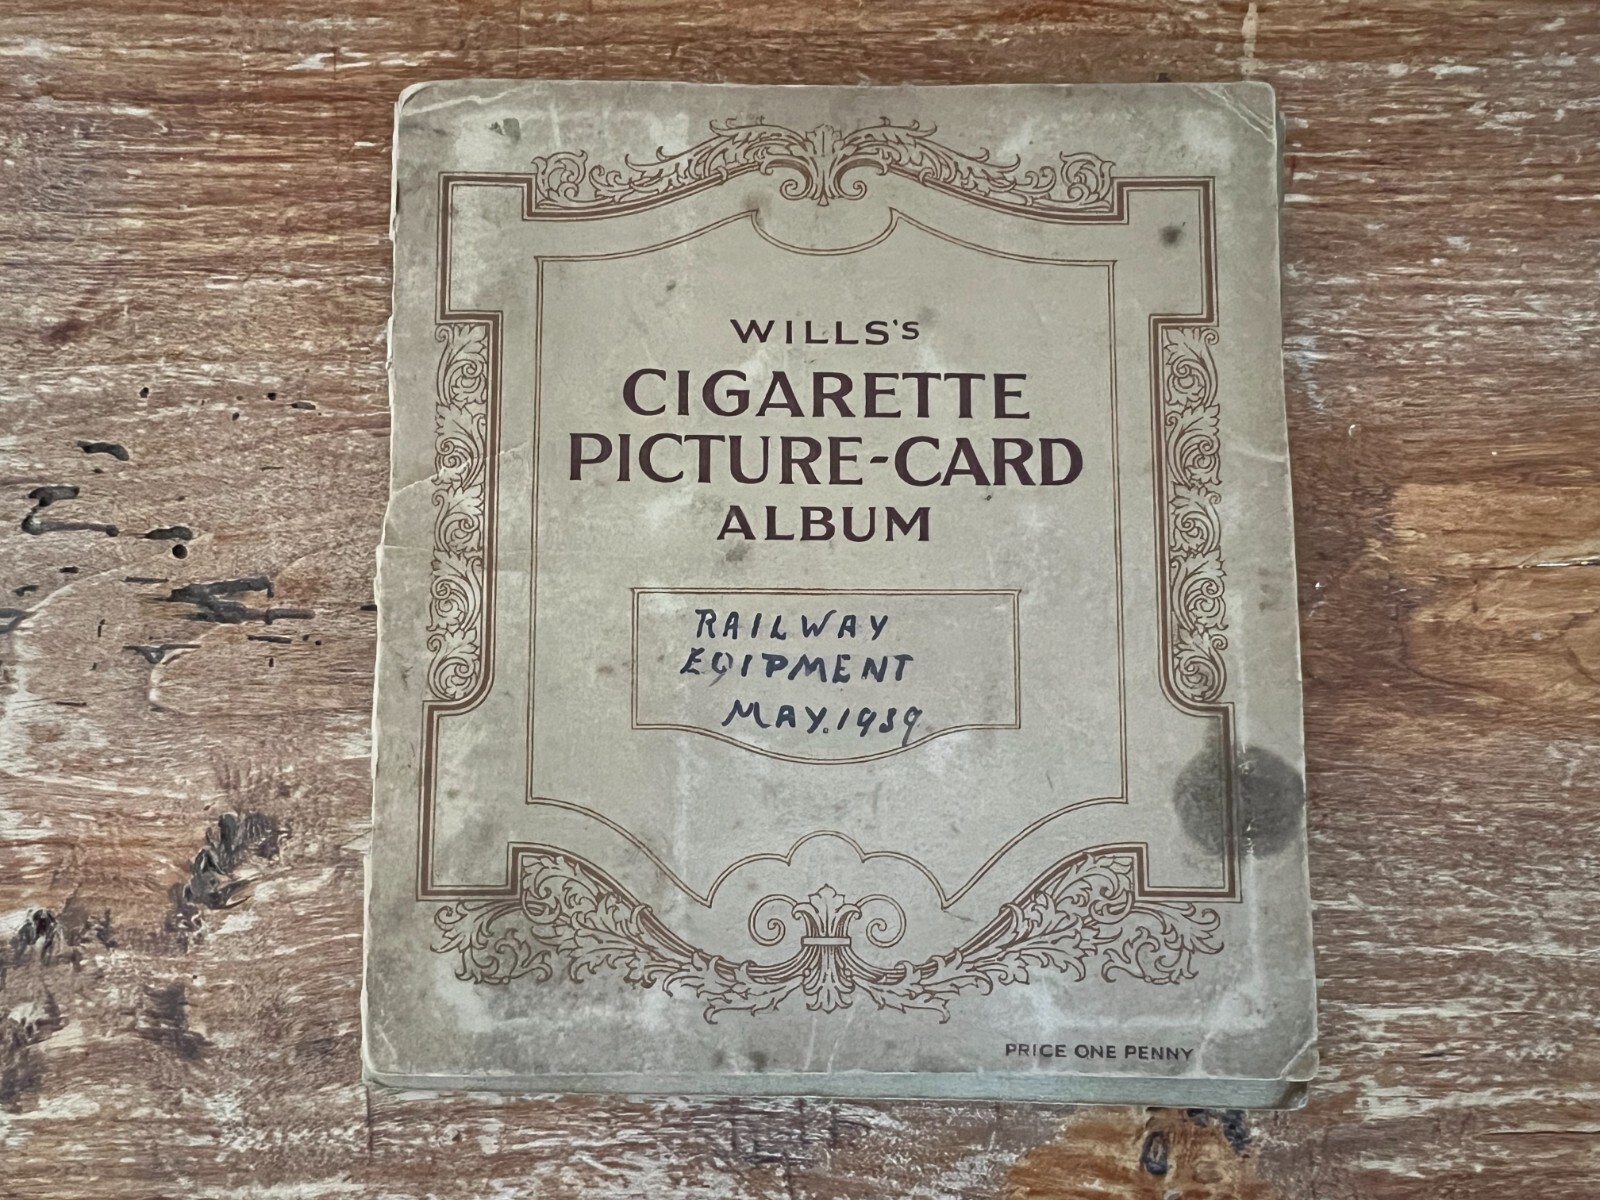 WILLS'S
CIGARETTE
PICTURE-CARD
ALBUM
RAILWAY
EQIPMENT
MAY.1939
PRICE ONE PENNY